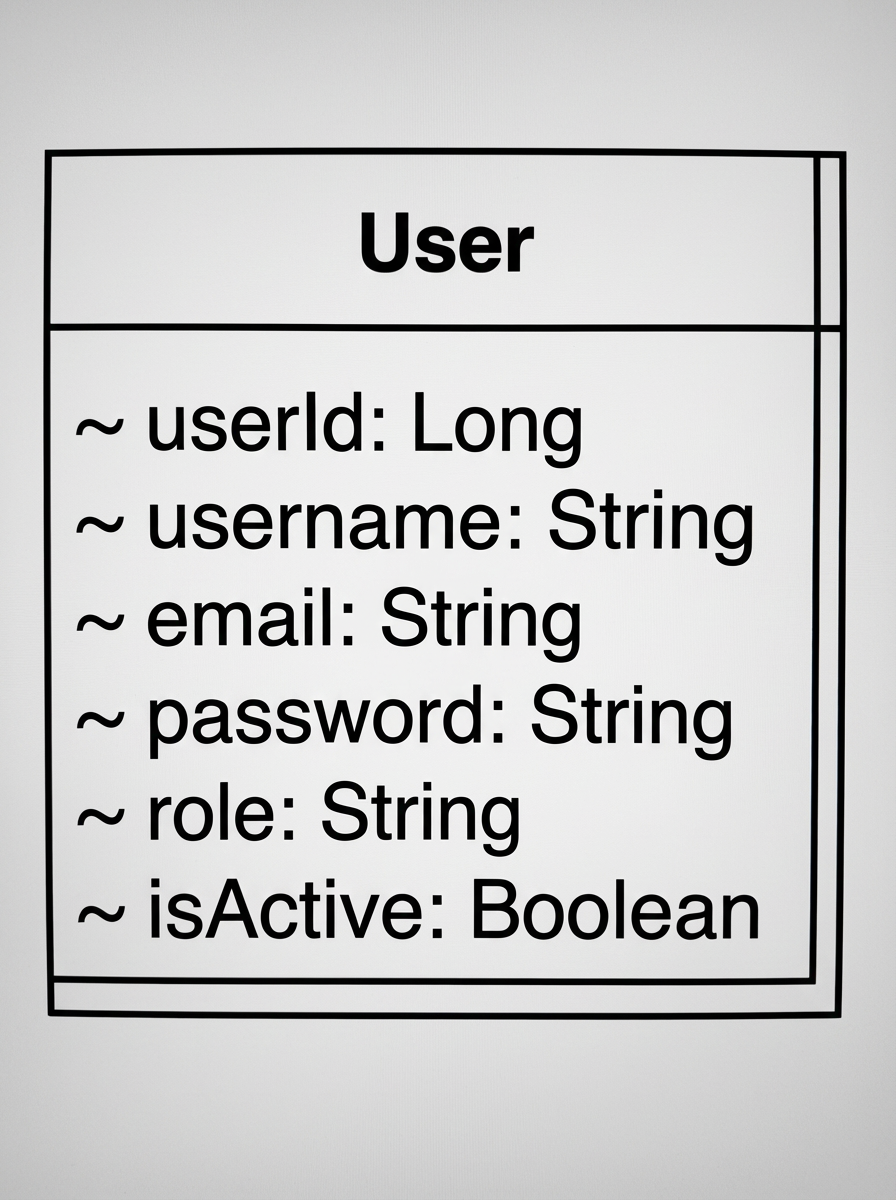 User
~ userId: Long
~ username: String
~ email: String
~ password: String
~ role: String
~ isActive: Boolean